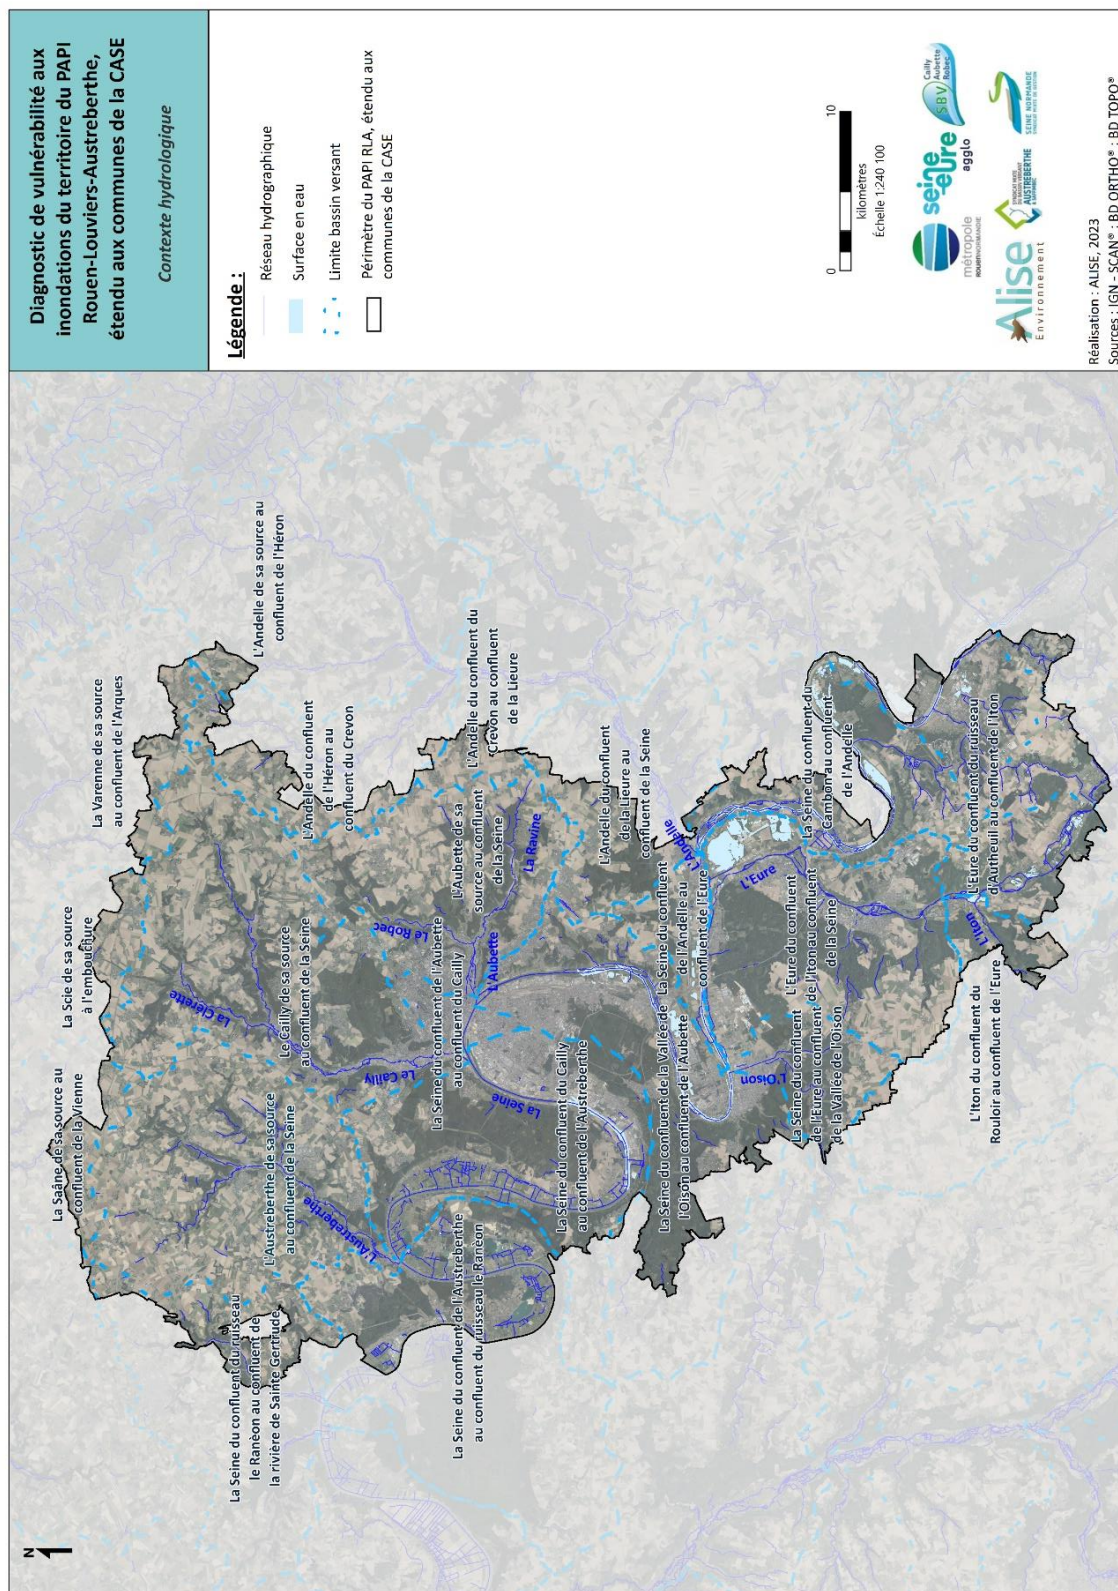 Diagnostic de vulnérabilité aux
inondations du territoire du PAPI
Rouen-Louviers-Austreberthe,
étendu aux communes de la CASE
Contexte hydrologique
Légende :
Réseau hydrographique
Surface en eau
Limite bassin versant
Périmètre du PAPI RLA, étendu aux
communes de la CASE
0
10
kilomètres
Échelle 1:240 100
métropole
ROUENNORMANDIE
seine-eure
agglo
SBV
Cailly
Aubette
Robec
Alise
Environnement
AUSTREBERTHE
SEINE NORMANDE
Réalisation : ALISE, 2023
Sources : IGN - SCAN® ; BD ORTHO® ; BD TOPO®
N
La Saâne de sa source au
confluent de la Vienne
La Scie de sa source
à l'embouchure
La Varenne de sa source
au confluent de l'Arques
L'Andelle de sa source au
confluent de l'Héron
La Seine du confluent du ruisseau
le Ranèon au confluent de
la rivière de Sainte Gertrude
L'Austreberthe de sa source
au confluent de la Seine
L'Austreberthe
La Clérette
Le Cailly de sa source
au confluent de la Seine
Le Cailly
L'Andelle du confluent
de l'Héron au
confluent du Crevon
Le Robec
L'Andelle du confluent du
Crevon au confluent
de la Lieure
L'Aubette de sa
source au confluent
de la Seine
La Ravine
L'Aubette
La Seine du confluent de l'Aubette
au confluent du Cailly
La Seine
La Seine du confluent de l'Austreberthe
au confluent du ruisseau le Ranèon
La Seine du confluent du Cailly
au confluent de l'Austreberthe
L'Andelle du confluent
de la Lieure au
confluent de la Seine
L'Andelle
La Seine du confluent de la Vallée de
l'Oison au confluent de l'Aubette
La Seine du confluent
de l'Andelle au
confluent de l'Eure
L'Eure
L'Oison
La Seine du confluent
de l'Eure au confluent
de la Vallée de l'Oison
L'Eure du confluent
de l'Iton au confluent
de la Seine
La Seine du confluent du
Gambon au confluent
de l'Andelle
L'Iton du confluent du
Rouloir au confluent de l'Eure
L'Iton
L'Eure du confluent du ruisseau
d'Autheuil au confluent de l'Iton